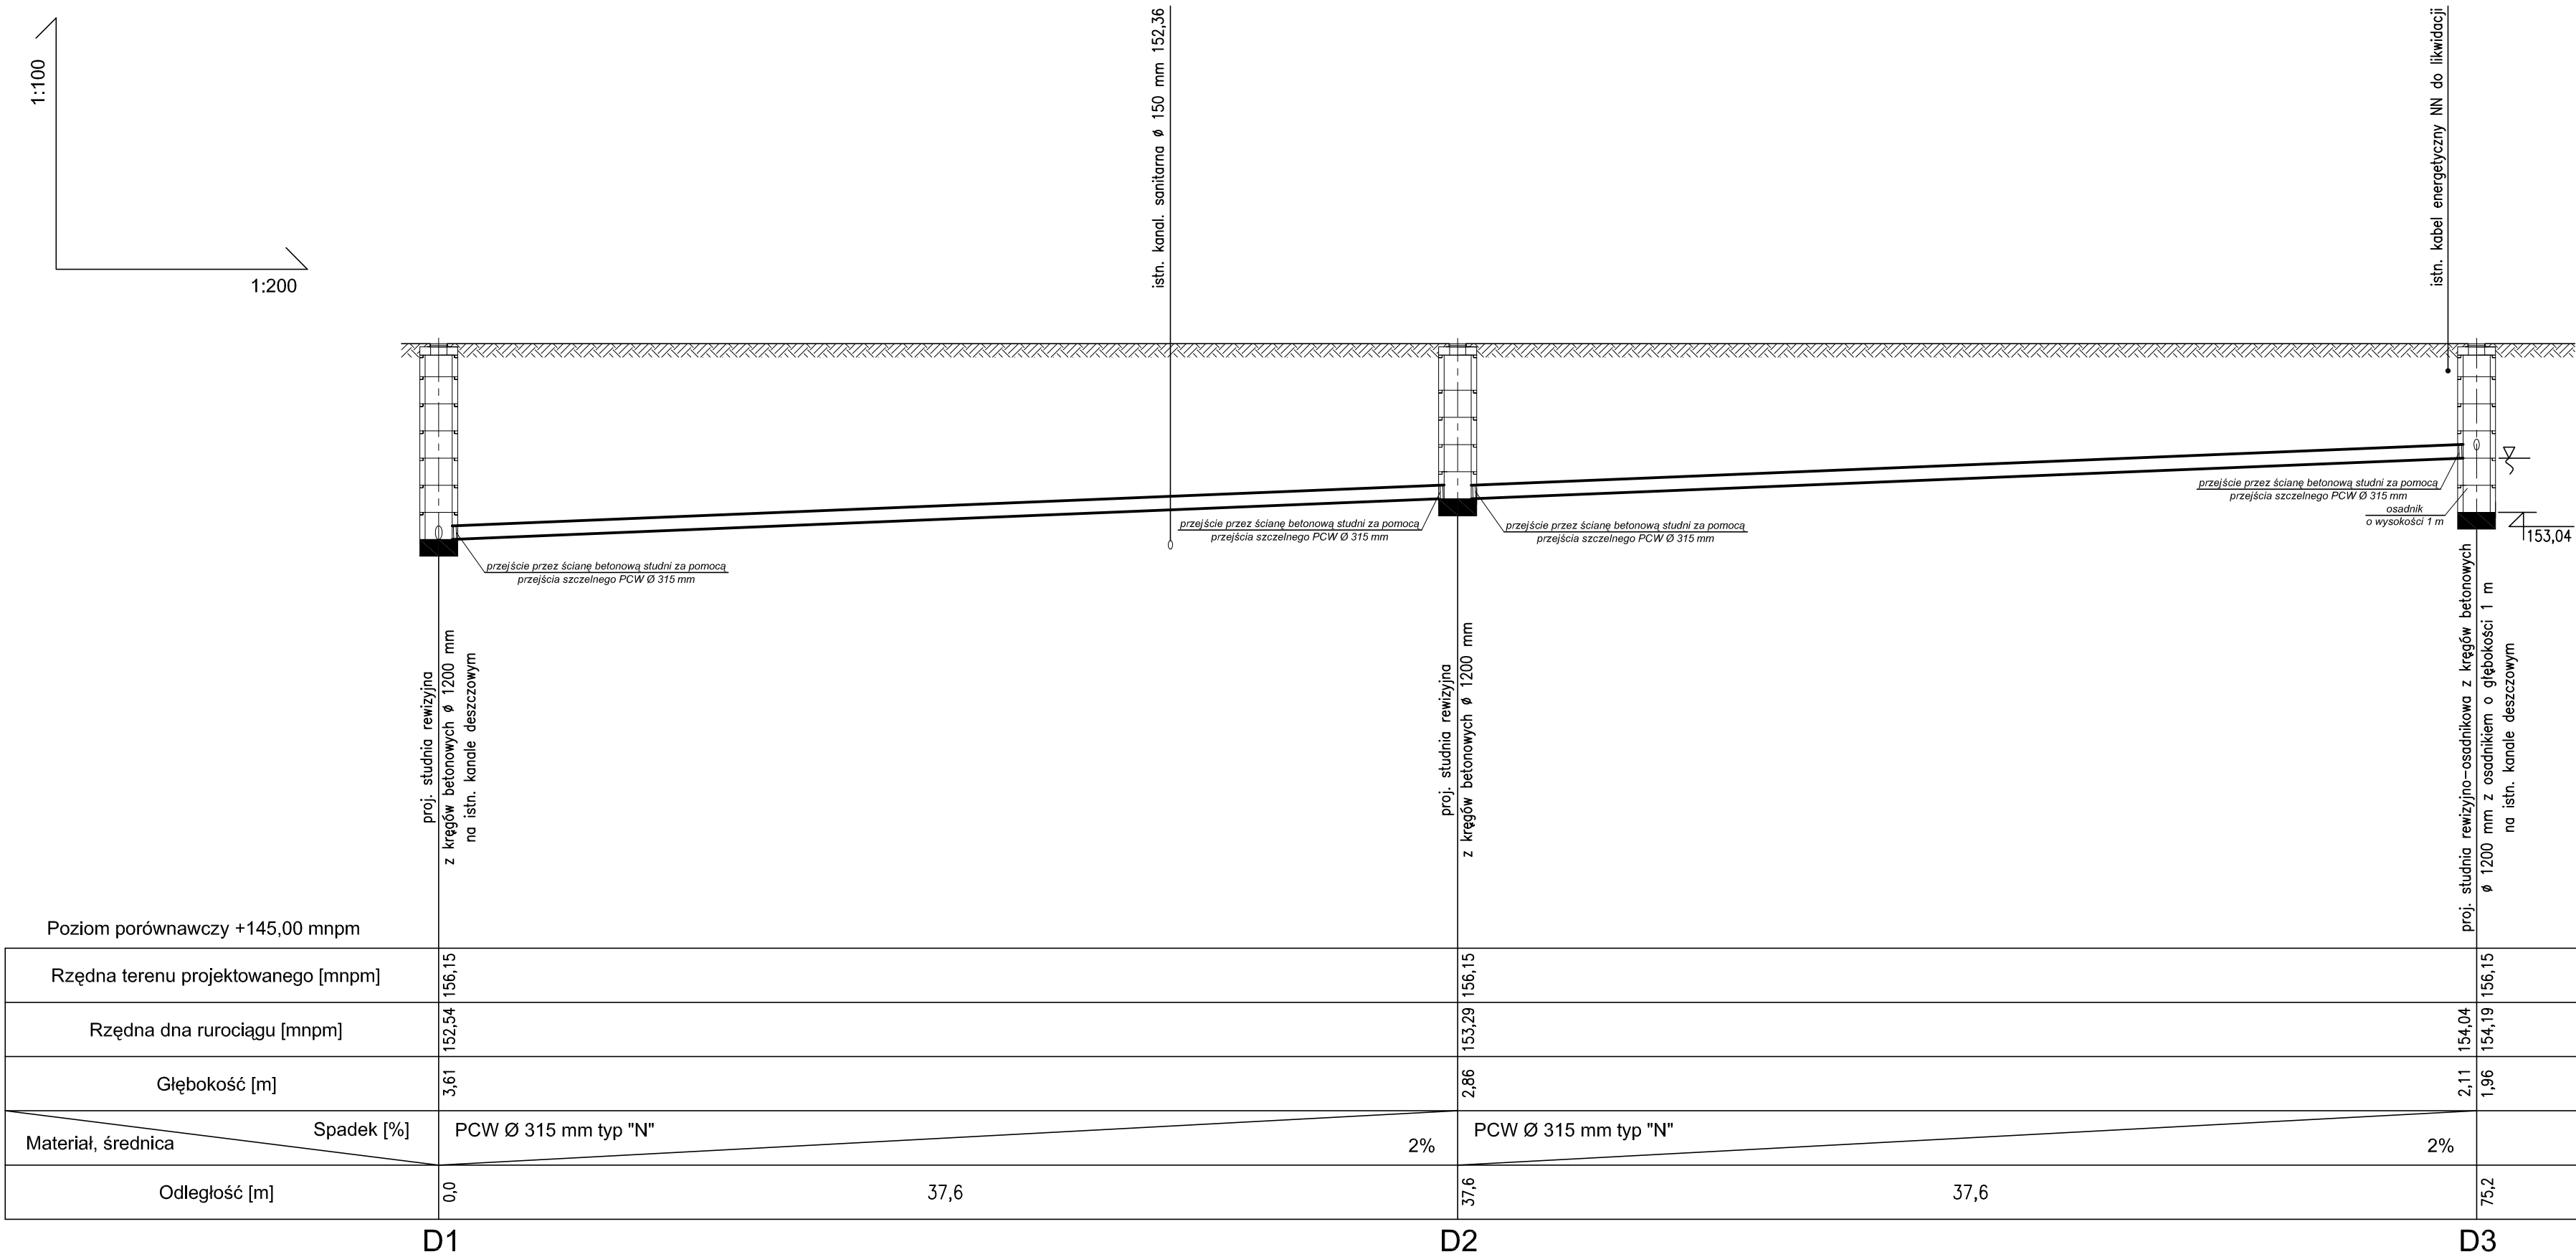 1:100
1:200
istn. kanal. sanitarna ø 150 mm 152,36
istn. kabel energetyczny NN do likwidacji
przejście przez ścianę betonową studni za pomocą
przejścia szczelnego PCW Ø 315 mm
przejście przez ścianę betonową studni za pomocą
przejścia szczelnego PCW Ø 315 mm
przejście przez ścianę betonową studni za pomocą
przejścia szczelnego PCW Ø 315 mm
przejście przez ścianę betonową studni za pomocą
przejścia szczelnego PCW Ø 315 mm
osadnik
o wysokości 1 m
153,04
proj. studnia rewizyjna
z kręgów betonowych ø 1200 mm
na istn. kanale deszczowym
proj. studnia rewizyjna
z kręgów betonowych ø 1200 mm
proj. studnia rewizyjno-osadnikowa z kręgów betonowych
ø 1200 mm z osadnikiem o głębokości 1 m
na istn. kanale deszczowym
Poziom porównawczy +145,00 mnpm
Rzędna terenu projektowanego [mnpm] 156,15 156,15 156,15
Rzędna dna rurociągu [mnpm] 152,54 153,29 154,04 154,19
Głębokość [m] 3,61 2,86 2,11 1,96
Spadek [%]
Materiał, średnica
PCW Ø 315 mm typ "N" 2%
PCW Ø 315 mm typ "N" 2%
Odległość [m] 0,0 37,6 37,6 37,6 75,2
D1 D2 D3